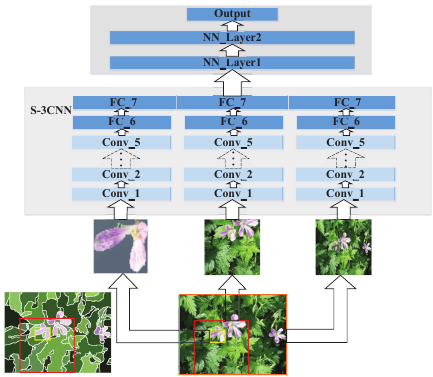 Output
NN_Layer2
NN_Layer1
S-3CNN
FC_7 FC_7 FC_7
FC_6 FC_6 FC_6
Conv_5 Conv_5 Conv_5
Conv_2 Conv_2 Conv_2
Conv_1 Conv_1 Conv_1